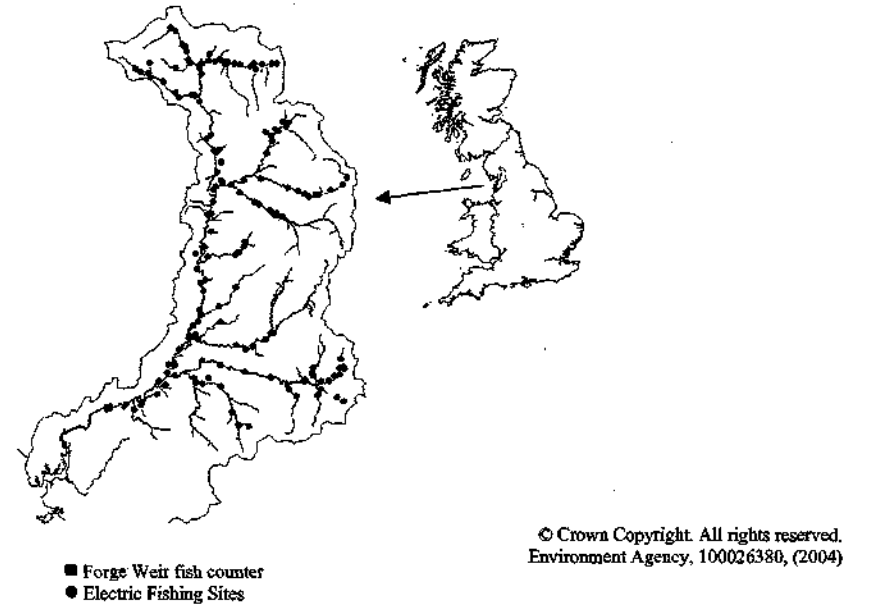 © Crown Copyright. All rights reserved.
Environment Agency, 100026380, (2004)
■ Forge Weir fish counter
● Electric Fishing Sites